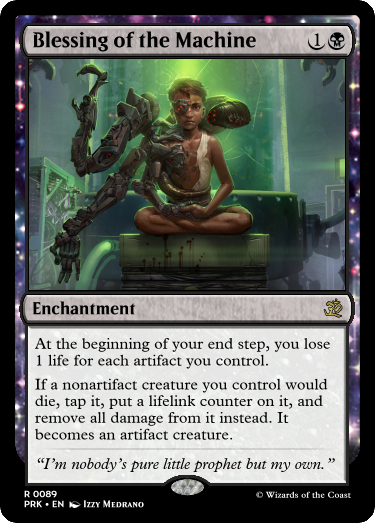 Blessing of the Machine 1
Enchantment
At the beginning of your end step, you lose
1 life for each artifact you control.
If a nonartifact creature you control would
die, tap it, put a lifelink counter on it, and
remove all damage from it instead. It
becomes an artifact creature.
“I’m nobody’s pure little prophet but my own.”
R 0089
PRK • EN Izzy Medrano
© Wizards of the Coast